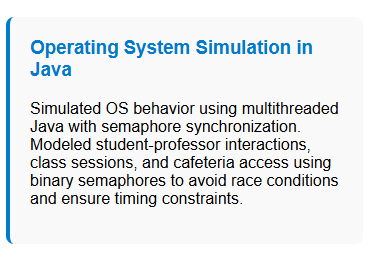 Operating System Simulation in
Java
Simulated OS behavior using multithreaded
Java with semaphore synchronization.
Modeled student-professor interactions,
class sessions, and cafeteria access using
binary semaphores to avoid race conditions
and ensure timing constraints.